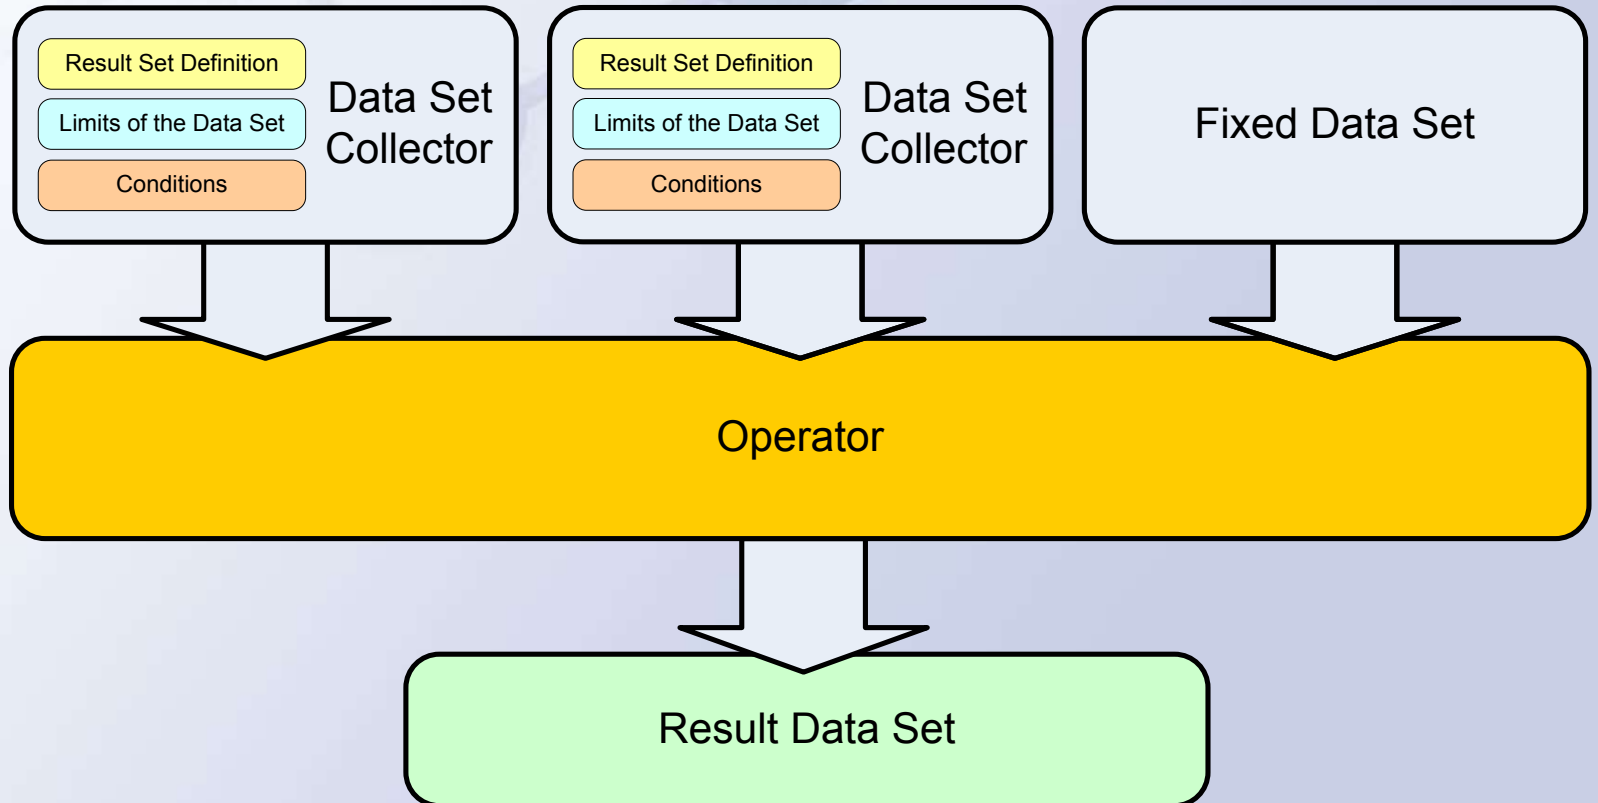 Result Set Definition
Limits of the Data Set
Conditions
Data Set
Collector
Result Set Definition
Limits of the Data Set
Conditions
Data Set
Collector
Fixed Data Set
Operator
Result Data Set